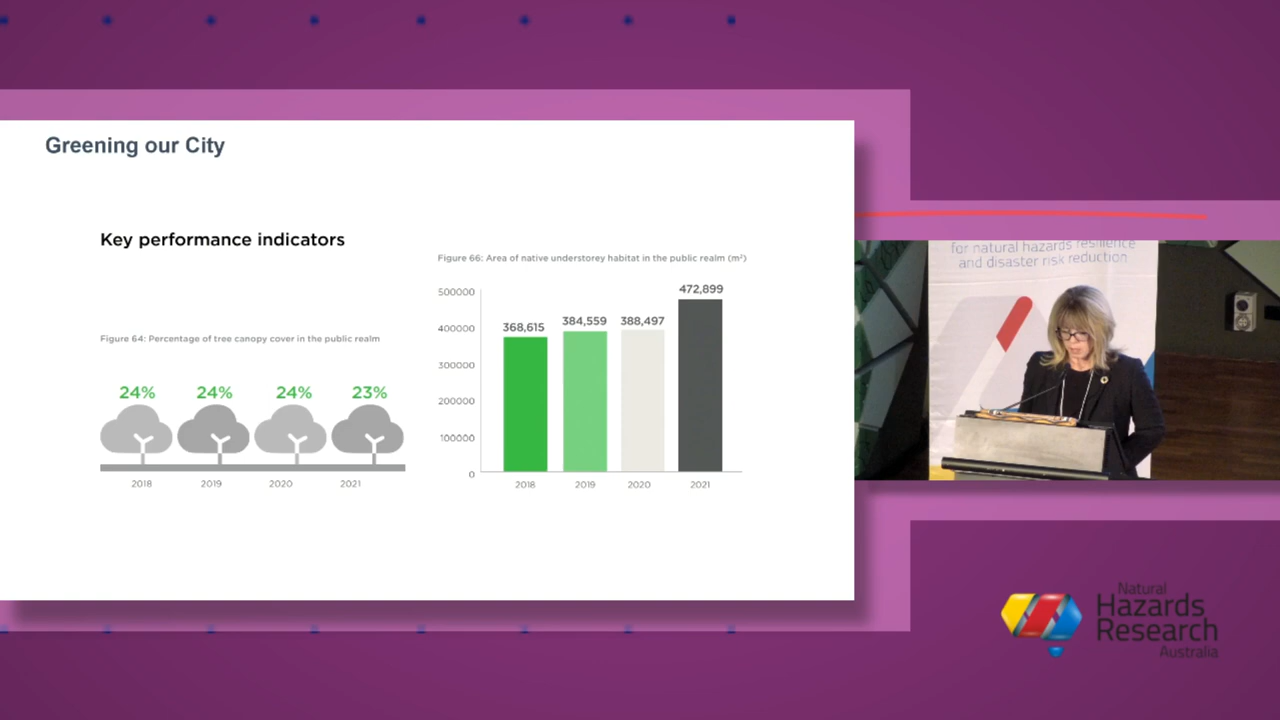 Greening our City
Key performance indicators
Figure 64: Percentage of tree canopy cover in the public realm
24%
24%
24%
23%
2018
2019
2020
2021
Figure 66: Area of native understorey habitat in the public realm (m²)
500000
400000
300000
200000
100000
0
368,615
384,559
388,497
472,899
2018
2019
2020
2021
for natural hazards resilience
and disaster risk reduction
Natural
Hazards
Research
Australia